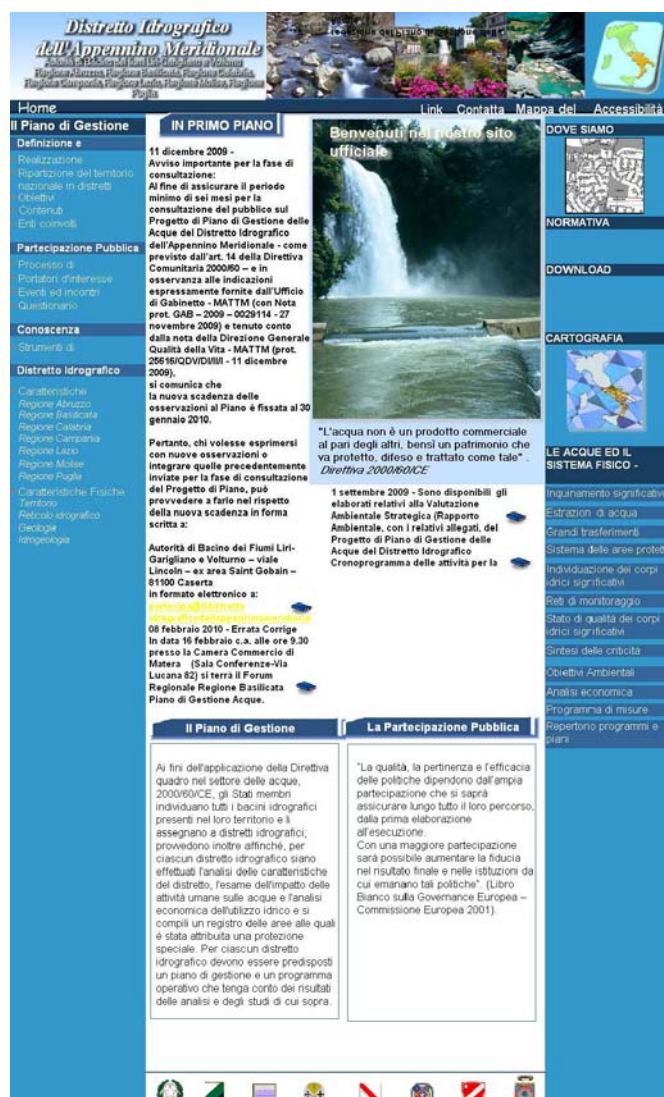 Distretto Idrografico
dell'Appennino Meridionale
Autorità di Bacino dei fiumi Liri-Garigliano e Volturno
Regione Abruzzo, Regione Basilicata, Regione Calabria,
Regione Campania, Regione Lazio, Regione Molise, Regione
Puglia
Home
Link Contatta Mappa del Accessibilità
Il Piano di Gestione
Definizione e
Realizzazione
Ripartizione del territorio
nazionale in distretti
Obiettivi
Contenuti
Enti coinvolti
Partecipazione Pubblica
Processo di
Portatori d'interesse
Eventi ed incontri
Questionario
Conoscenza
Strumenti di
Distretto Idrografico
Caratteristiche
Regione Abruzzo
Regione Basilicata
Regione Calabria
Regione Campania
Regione Lazio
Regione Molise
Regione Puglia
Caratteristiche Fisiche
Territorio
Reticolo idrografico
Geologia
Idrogeologia
IN PRIMO PIANO
11 dicembre 2009 -
Avviso importante per la fase di
consultazione:
Al fine di assicurare il periodo
minimo di sei mesi per la
consultazione del pubblico sul
Progetto di Piano di Gestione delle
Acque del Distretto Idrografico
dell'Appennino Meridionale - come
previsto dall'art. 14 della Direttiva
Comunitaria 2000/60 – e in
osservanza alle indicazioni
espressamente fornite dall'Ufficio
di Gabinetto - MATTM (con Nota
prot. GAB – 2009 – 0029114 - 27
novembre 2009) e tenuto conto
dalla nota della Direzione Generale
Qualità della Vita - MATTM (prot.
25616/QDV/DI/II/I - 11 dicembre
2009),
si comunica che
la nuova scadenza delle
osservazioni al Piano è fissata al 30
gennaio 2010.
Pertanto, chi volesse esprimersi
con nuove osservazioni o
integrare quelle precedentemente
inviate per la fase di consultazione
del Progetto di Piano, può
provvedere a farlo nel rispetto
della nuova scadenza in forma
scritta a:
Autorità di Bacino dei Fiumi Liri-
Garigliano e Volturno – viale
Lincoln – ex area Saint Gobain –
81100 Caserta
in formato elettronico a:
08 febbraio 2010 - Errata Corrige
In data 16 febbraio c.a. alle ore 9.30
presso la Camera Commercio di
Matera (Sala Conferenze-Via
Lucana 82) si terrà il Forum
Regionale Regione Basilicata
Piano di Gestione Acque.
Benvenuti nel nostro sito
ufficiale
"L'acqua non è un prodotto commerciale
al pari degli altri, bensì un patrimonio che
va protetto, difeso e trattato come tale" .
Direttiva 2000/60/CE
1 settembre 2009 - Sono disponibili gli
elaborati relativi alla Valutazione
Ambientale Strategica (Rapporto
Ambientale, con i relativi allegati, del
Progetto di Piano di Gestione delle
Acque del Distretto Idrografico
Cronoprogramma delle attività per la
DOVE SIAMO
NORMATIVA
DOWNLOAD
CARTOGRAFIA
LE ACQUE ED IL
SISTEMA FISICO -
Inquinamento significativo
Estrazioni di acqua
Grandi trasferimenti
Sistema delle aree protett
Individuazione dei corpi
idrici significativi
Reti di monitoraggio
Stato di qualità dei corpi
idrici significativi
Sintesi delle criticità
Obiettivi Ambientali
Analisi economica
Programma di misure
Repertorio programmi e
piani
Il Piano di Gestione
Ai fini dell'applicazione della Direttiva
quadro nel settore delle acque,
2000/60/CE, gli Stati membri
individuano tutti i bacini idrografici
presenti nel loro territorio e li
assegnano a distretti idrografici;
provvedono inoltre affinché, per
ciascun distretto idrografico siano
effettuati l'analisi delle caratteristiche
del distretto, l'esame dell'impatto delle
attività umane sulle acque e l'analisi
economica dell'utilizzo idrico e si
compili un registro delle aree alle quali
è stata attribuita una protezione
speciale. Per ciascun distretto
idrografico devono essere predisposti
un piano di gestione e un programma
operativo che tenga conto dei risultati
delle analisi e degli studi di cui sopra.
La Partecipazione Pubblica
"La qualità, la pertinenza e l'efficacia
delle politiche dipendono dall'ampia
partecipazione che si saprà
assicurare lungo tutto il loro percorso,
dalla prima elaborazione
all'esecuzione.
Con una maggiore partecipazione
sarà possibile aumentare la fiducia
nel risultato finale e nelle istituzioni da
cui emanano tali politiche". (Libro
Bianco sulla Governance Europea –
Commissione Europea 2001).